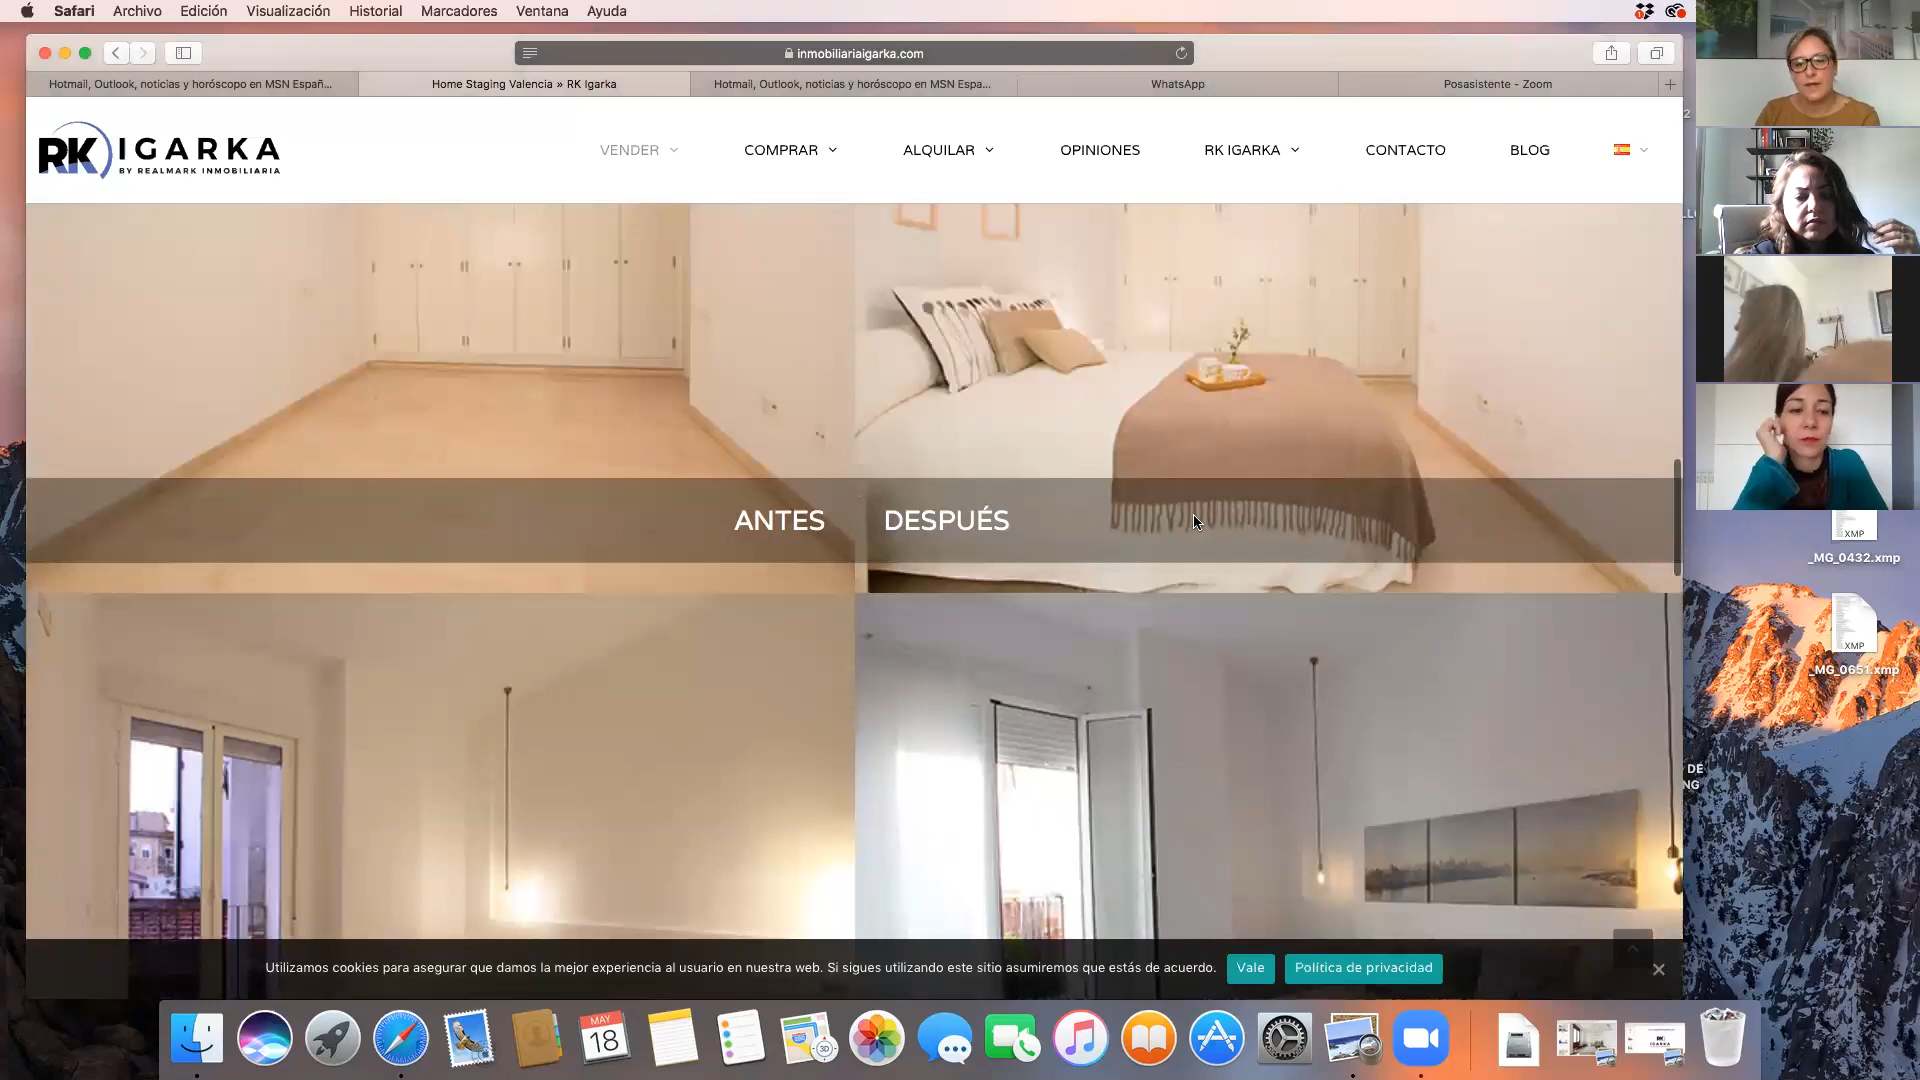 Safari Archivo Edición Visualización Historial Marcadores Ventana Ayuda
inmobiliariaigarka.com
Hotmail, Outlook, noticias y horóscopo en MSN Españ... Home Staging Valencia » RK Igarka Hotmail, Outlook, noticias y horóscopo en MSN Espa... WhatsApp Posasistente - Zoom
RK IGARKA
BY REALMARK INMOBILIARIA
VENDER COMPRAR ALQUILAR OPINIONES RK IGARKA CONTACTO BLOG
ANTES DESPUÉS
XMP
_MG_0432.xmp
XMP
_MG_0651.xmp
DE
NG
Utilizamos cookies para asegurar que damos la mejor experiencia al usuario en nuestra web. Si sigues utilizando este sitio asumiremos que estás de acuerdo. Vale Política de privacidad
MAY
18
3D